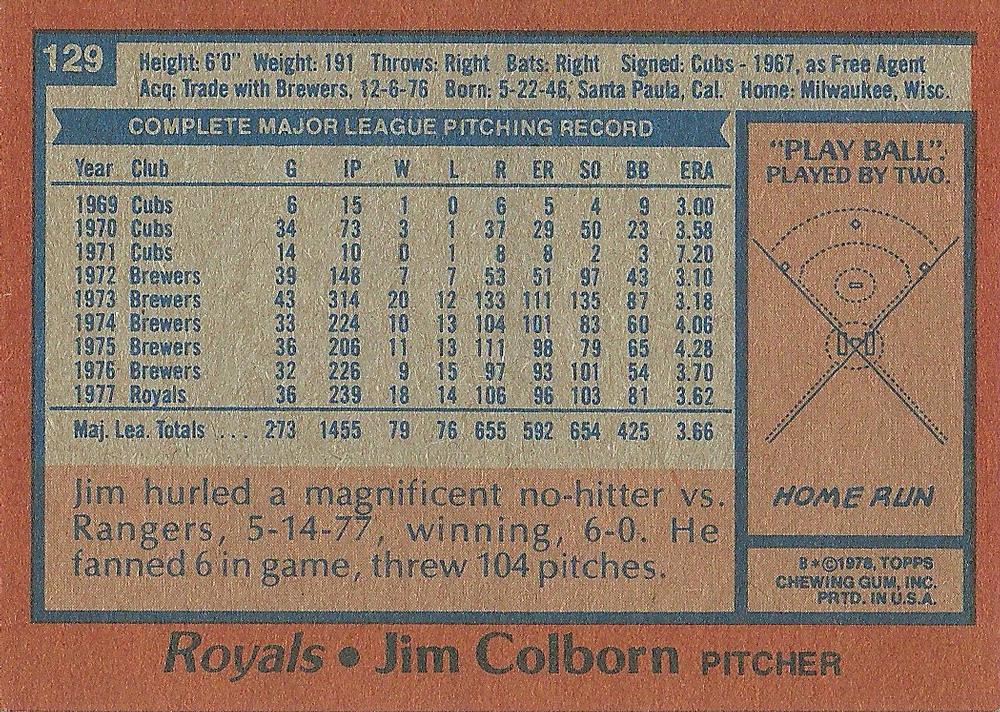 129
Height: 6'0" Weight: 191 Throws: Right Bats: Right Signed: Cubs - 1967, as Free Agent
Acq: Trade with Brewers, 12-6-76 Born: 5-22-46, Santa Paula, Cal. Home: Milwaukee, Wisc.
COMPLETE MAJOR LEAGUE PITCHING RECORD
Year Club G IP W L R ER SO BB ERA
1969 Cubs 6 15 1 0 6 5 4 9 3.00
1970 Cubs 34 73 3 1 37 29 50 23 3.58
1971 Cubs 14 10 0 1 8 8 2 3 7.20
1972 Brewers 39 148 7 7 53 51 97 43 3.10
1973 Brewers 43 314 20 12 133 111 135 87 3.18
1974 Brewers 33 224 10 13 104 101 83 60 4.06
1975 Brewers 36 206 11 13 111 98 79 65 4.28
1976 Brewers 32 226 9 15 97 93 101 54 3.70
1977 Royals 36 239 18 14 106 96 103 81 3.62
Maj. Lea. Totals ... 273 1455 79 76 655 592 654 425 3.66
Jim hurled a magnificent no-hitter vs.
Rangers, 5-14-77, winning, 6-0. He
fanned 6 in game, threw 104 pitches.
"PLAY BALL".
PLAYED BY TWO.
HOME RUN
B*©1978, TOPPS
CHEWING GUM, INC.
PRTD. IN U.S.A.
Royals • Jim Colborn PITCHER